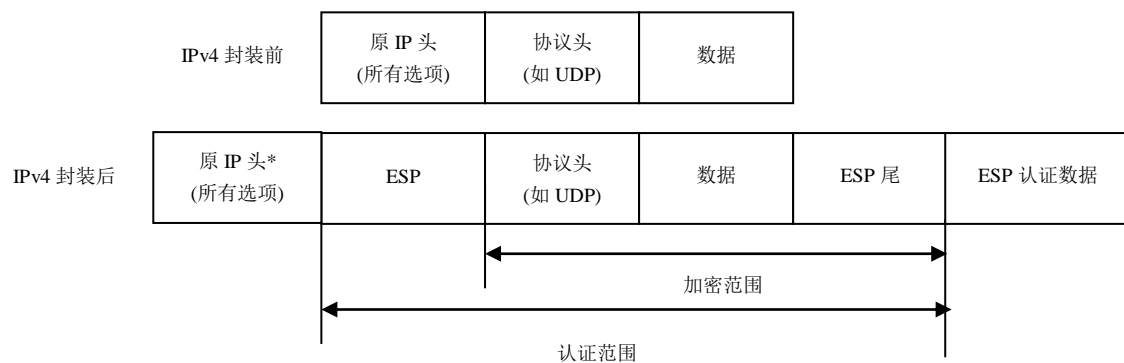 IPv4 封装前
原 IP 头
(所有选项)
协议头
(如 UDP)
数据
IPv4 封装后
原 IP 头*
(所有选项)
ESP
协议头
(如 UDP)
数据
ESP 尾
ESP 认证数据
加密范围
认证范围